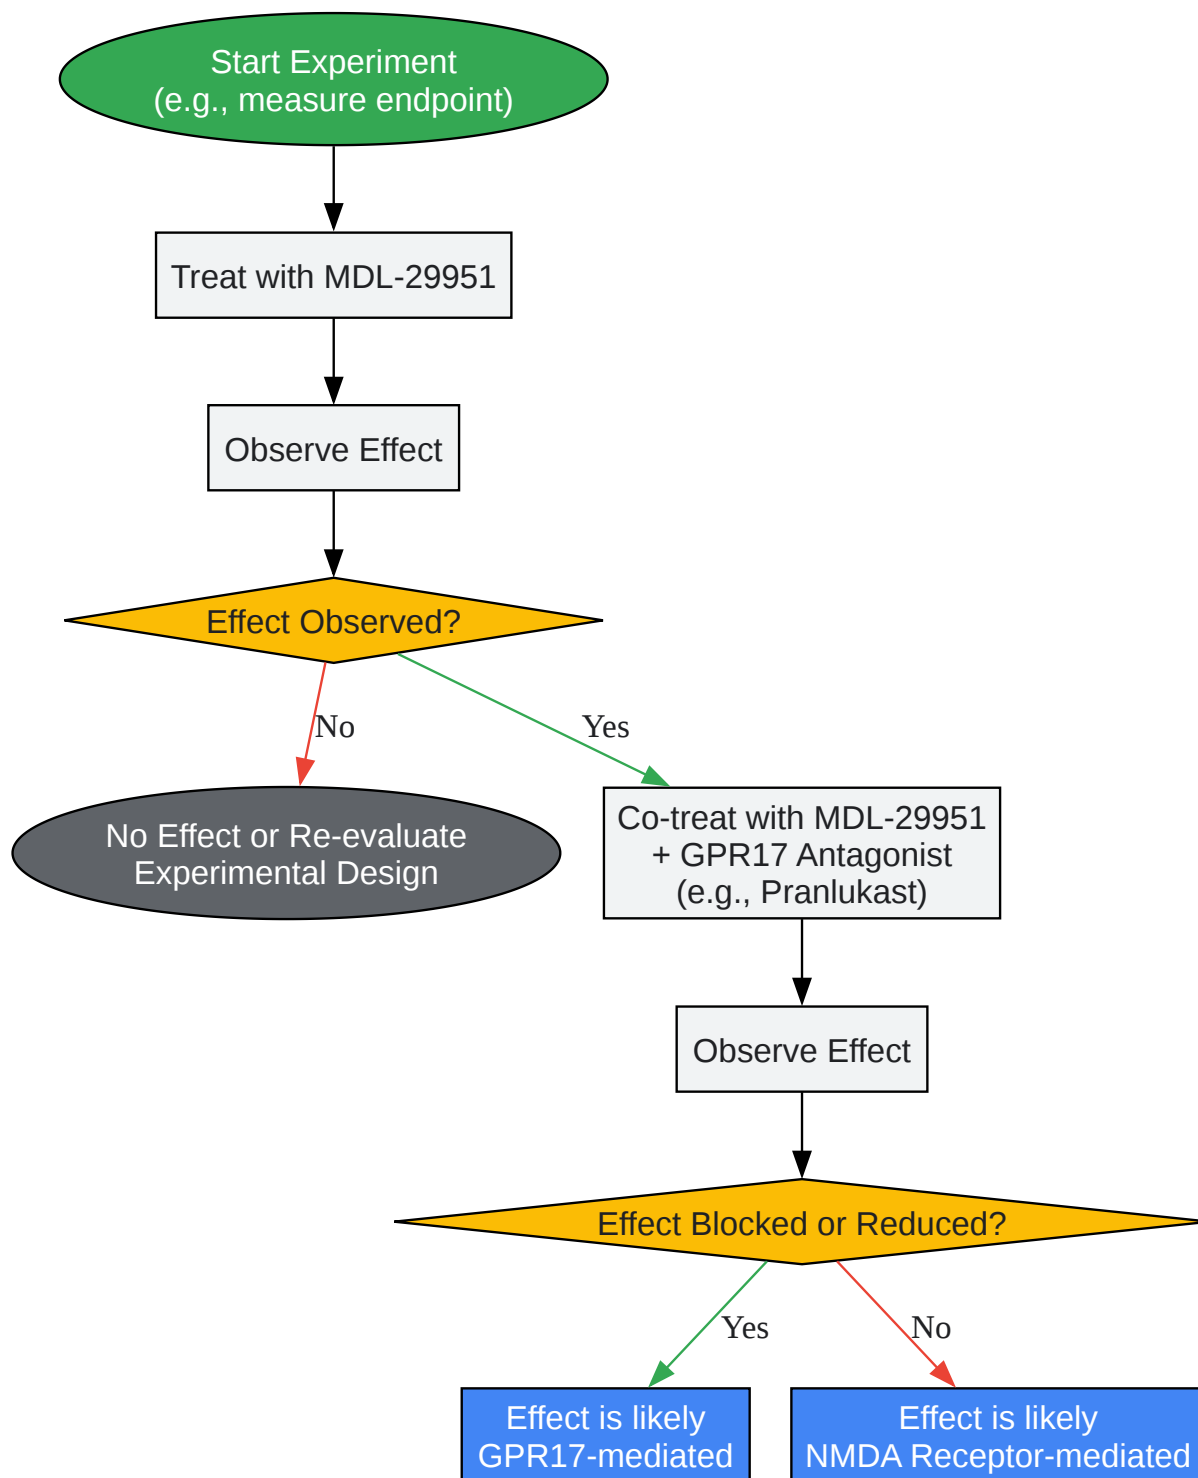 Start Experiment
(e.g., measure endpoint)
Treat with MDL-29951
Observe Effect
Effect Observed?
No
Yes
No Effect or Re-evaluate
Experimental Design
Co-treat with MDL-29951
+ GPR17 Antagonist
(e.g., Pranlukast)
Observe Effect
Effect Blocked or Reduced?
Yes
No
Effect is likely
GPR17-mediated
Effect is likely
NMDA Receptor-mediated